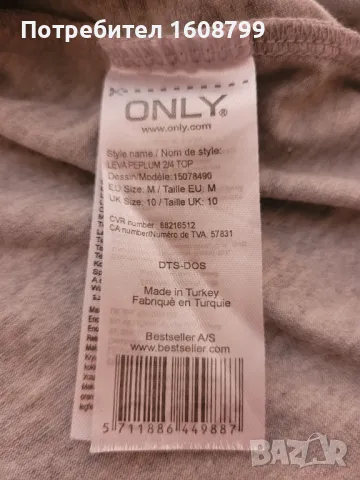 Потребител 1608799
ONLY®
www.only.com
Style name / Nom de style:
LEVA PEPLUM 2/4 TOP
Dessin/Modèle: 15078490
EU Size: M / Taille EU: M
UK Size: 10 / Taille UK: 10
CVR number: 88216512
CA number/Numéro de TVA: 57831
DTS-DOS
Made in Turkey
Fabriqué en Turquie
Bestseller A/S
www.bestseller.com
5 711886 449887
BAZAR